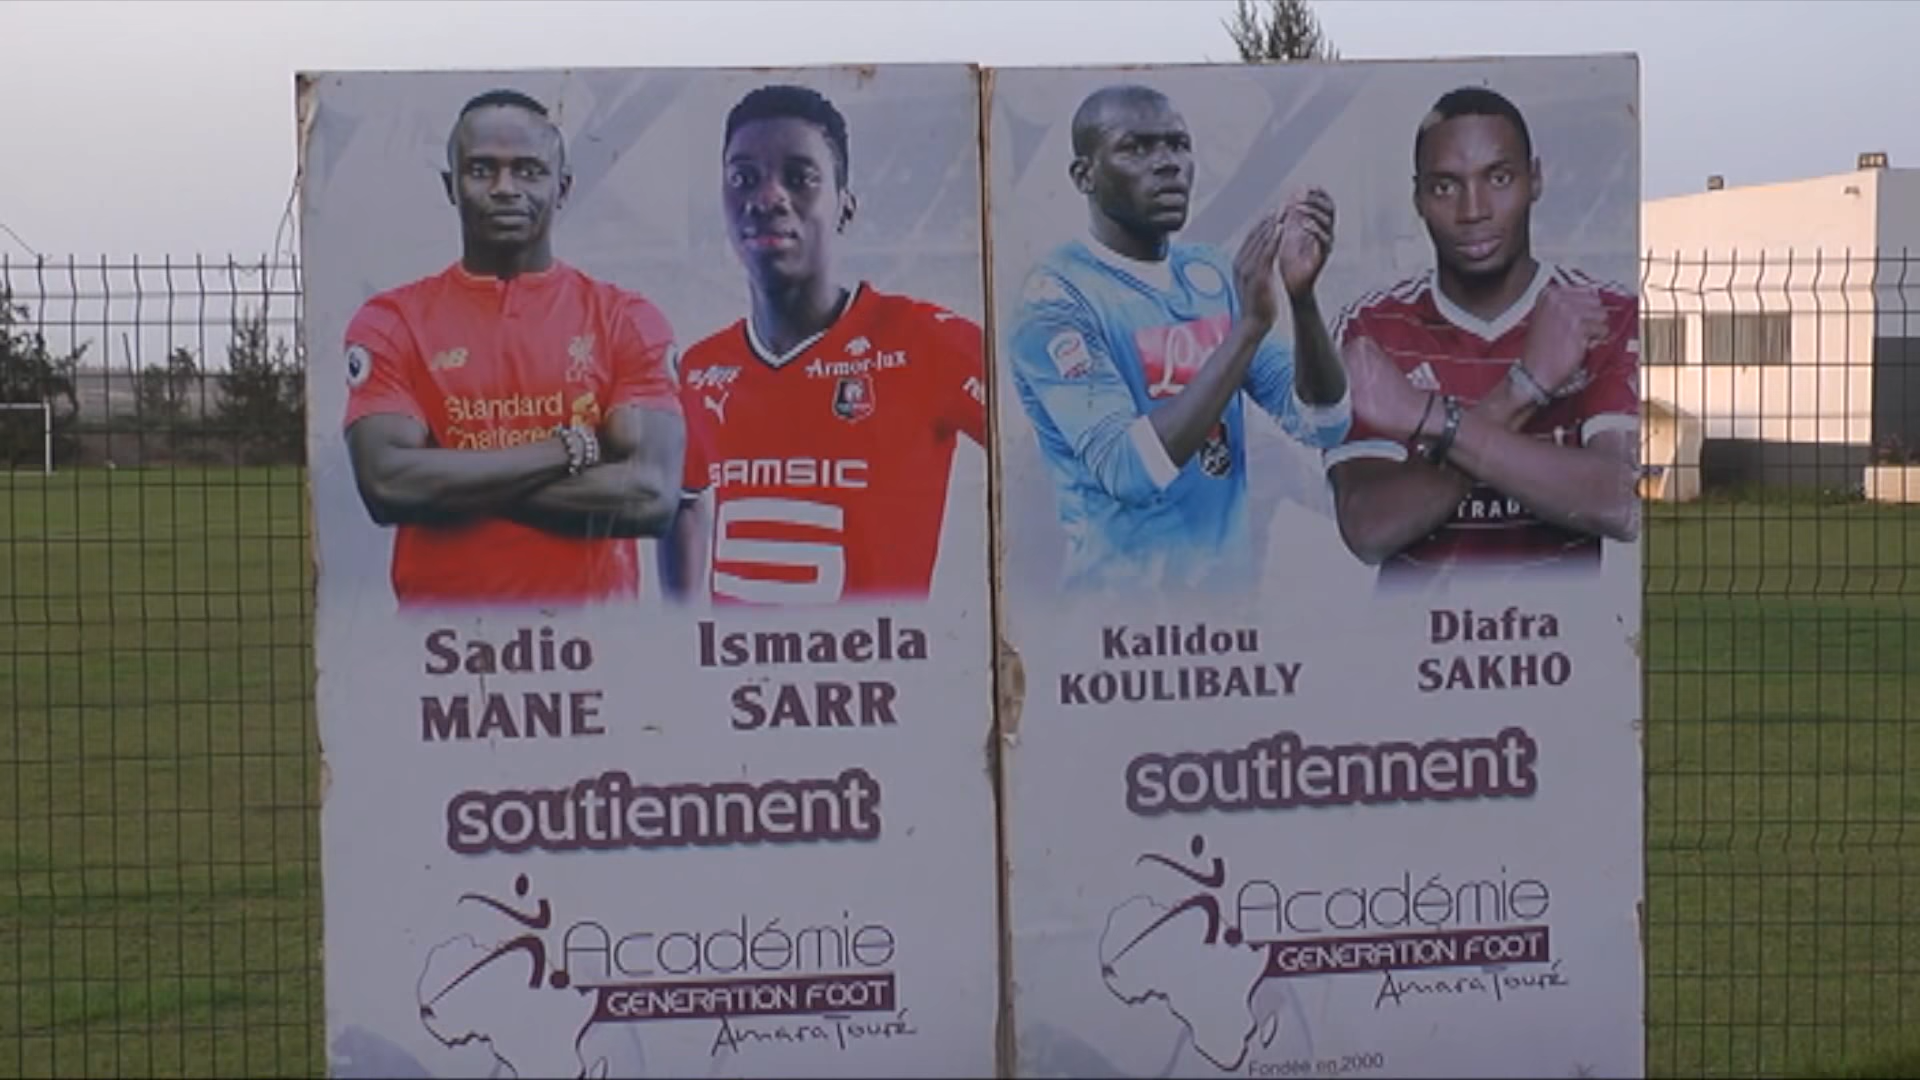 NB
Standard
Chartered
Armor-lux
SAMSIC
S
Sadio
MANE
Ismaela
SARR
soutiennent
Académie
GENERATION FOOT
Amara Touré
Kalidou
KOULIBALY
Diafra
SAKHO
soutiennent
Académie
GENERATION FOOT
Amara Touré
Fondée en 2000